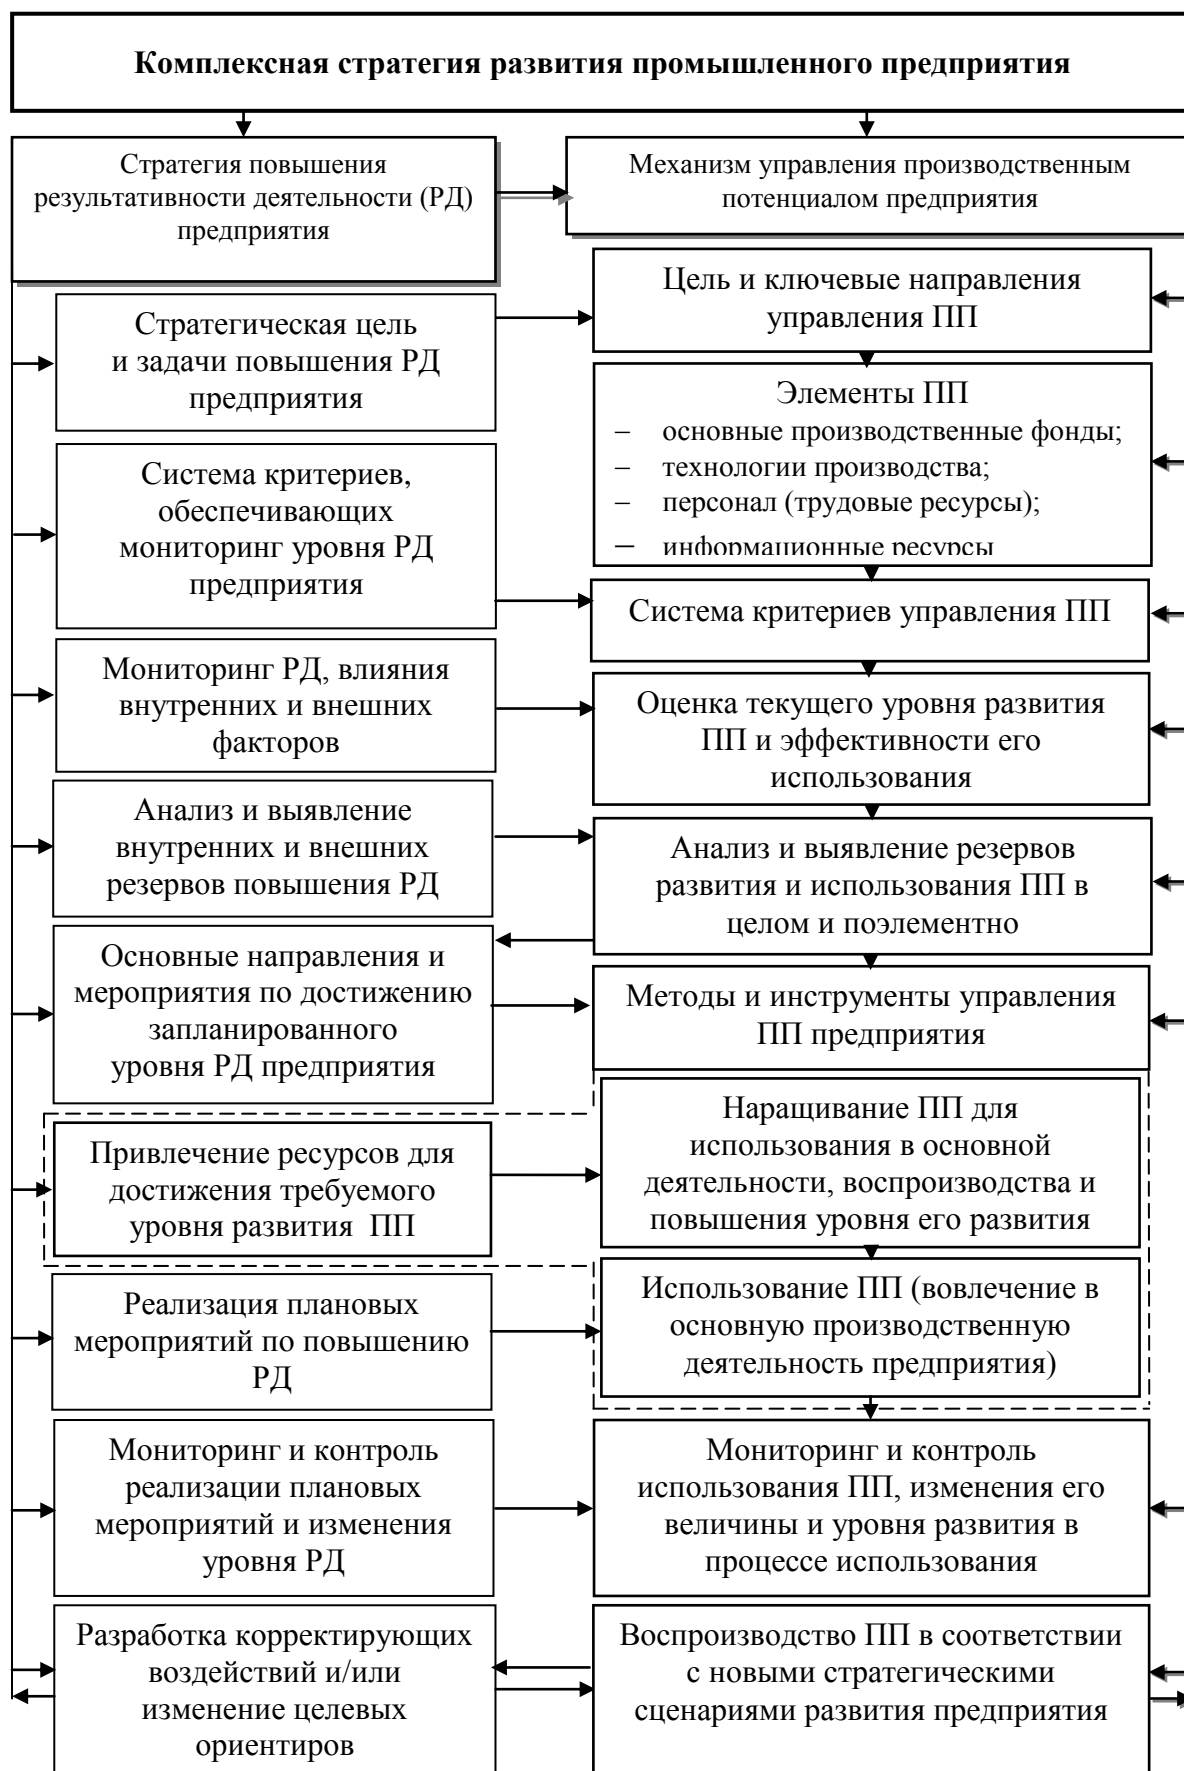 Комплексная стратегия развития промышленного предприятия
Стратегия повышения
результативности деятельности (РД)
предприятия
Механизм управления производственным
потенциалом предприятия
Цель и ключевые направления
управления ПП
Стратегическая цель
и задачи повышения РД
предприятия
Элементы ПП
– основные производственные фонды;
– технологии производства;
– персонал (трудовые ресурсы);
– информационные ресурсы
Система критериев,
обеспечивающих
мониторинг уровня РД
предприятия
Система критериев управления ПП
Мониторинг РД, влияния
внутренних и внешних
факторов
Оценка текущего уровня развития
ПП и эффективности его
использования
Анализ и выявление
внутренних и внешних
резервов повышения РД
Анализ и выявление резервов
развития и использования ПП в
целом и поэлементно
Основные направления и
мероприятия по достижению
запланированного
уровня РД предприятия
Методы и инструменты управления
ПП предприятия
Привлечение ресурсов для
достижения требуемого
уровня развития ПП
Наращивание ПП для
использования в основной
деятельности, воспроизводства и
повышения уровня его развития
Реализация плановых
мероприятий по повышению
РД
Использование ПП (вовлечение в
основную производственную
деятельность предприятия)
Мониторинг и контроль
реализации плановых
мероприятий и изменения
уровня РД
Мониторинг и контроль
использования ПП, изменения его
величины и уровня развития в
процессе использования
Разработка корректирующих
воздействий и/или
изменение целевых
ориентиров
Воспроизводство ПП в соответствии
с новыми стратегическими
сценариями развития предприятия